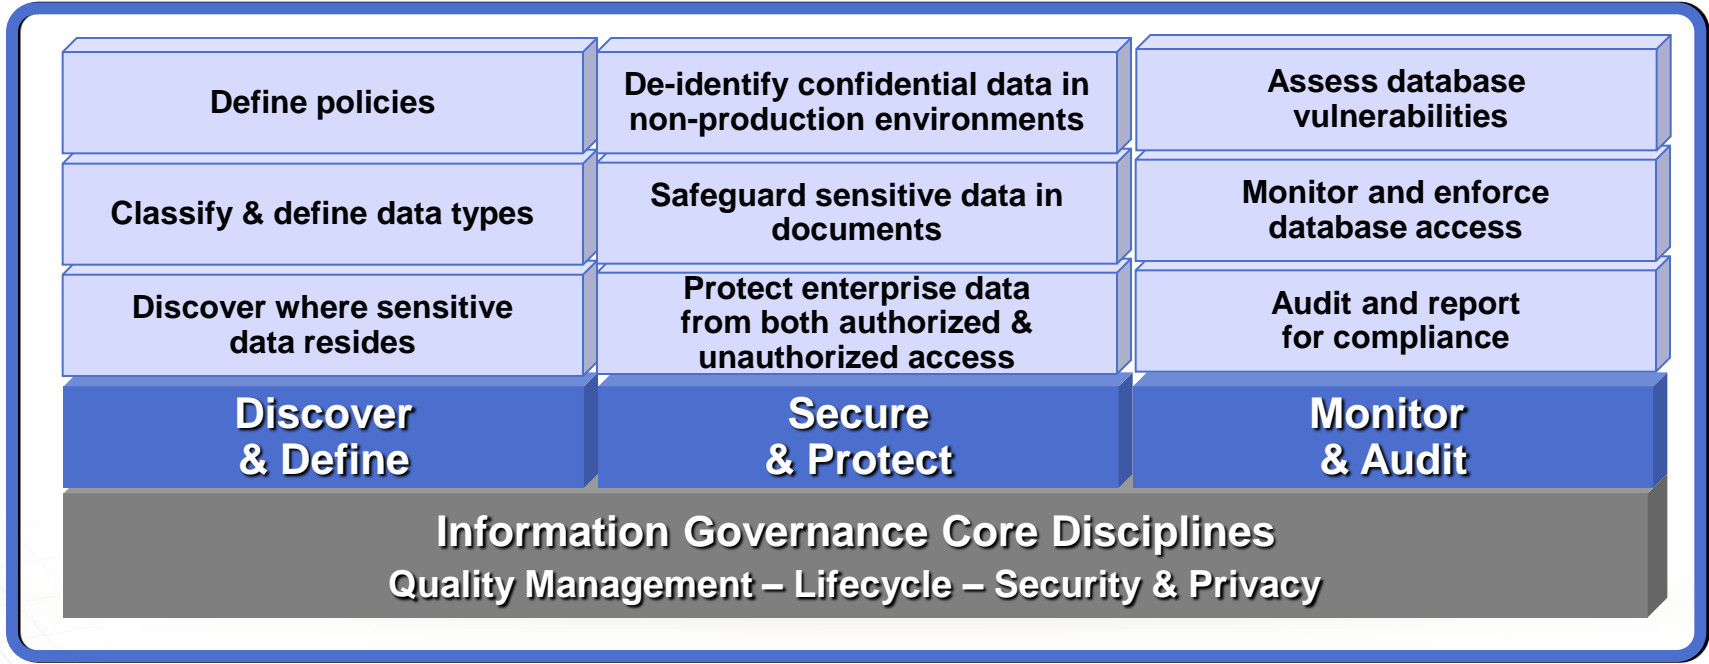 Define policies
De-identify confidential data in
non-production environments
Assess database
vulnerabilities
Classify & define data types
Safeguard sensitive data in
documents
Monitor and enforce
database access
Discover where sensitive
data resides
Protect enterprise data
from both authorized &
unauthorized access
Audit and report
for compliance
Discover
& Define
Secure
& Protect
Monitor
& Audit
Information Governance Core Disciplines
Quality Management – Lifecycle – Security & Privacy